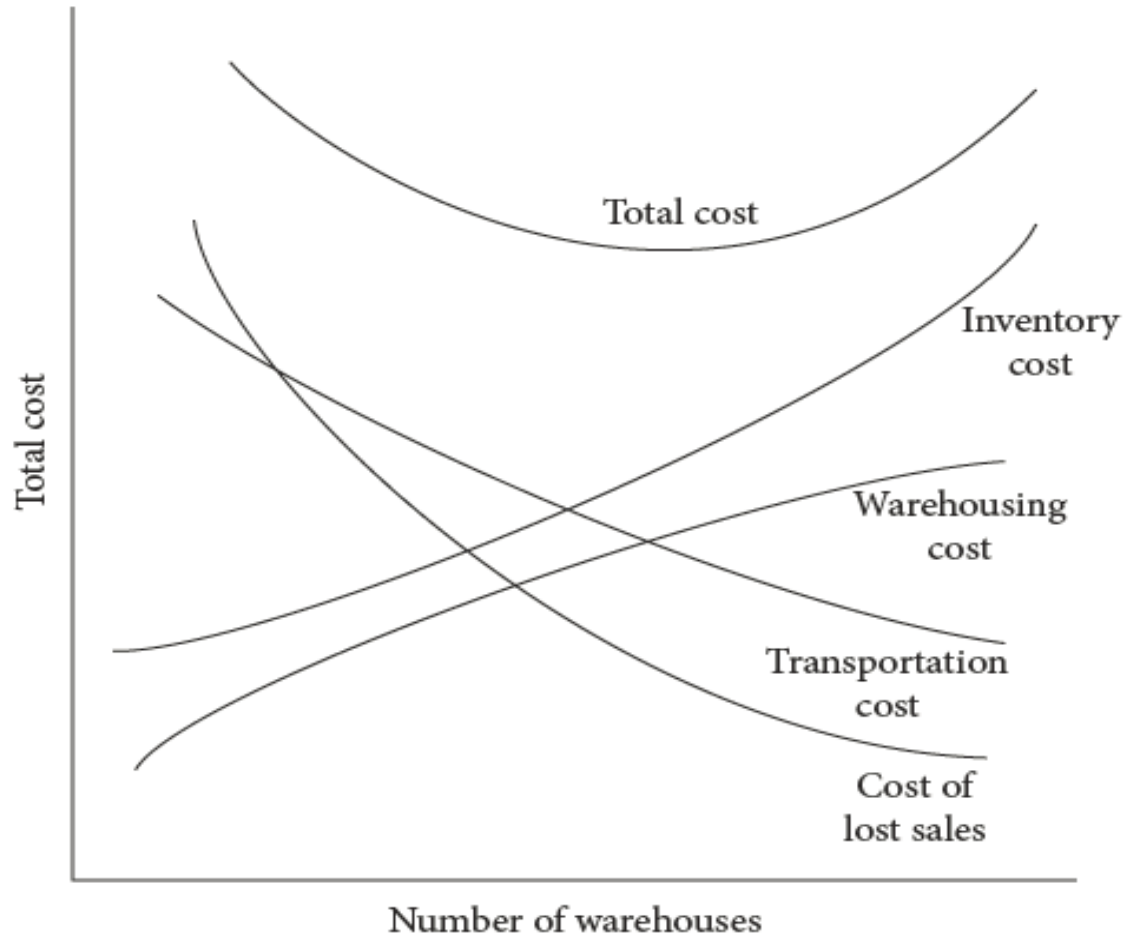 Total cost
Total cost
Inventory
cost
Warehousing
cost
Transportation
cost
Cost of
lost sales
Number of warehouses